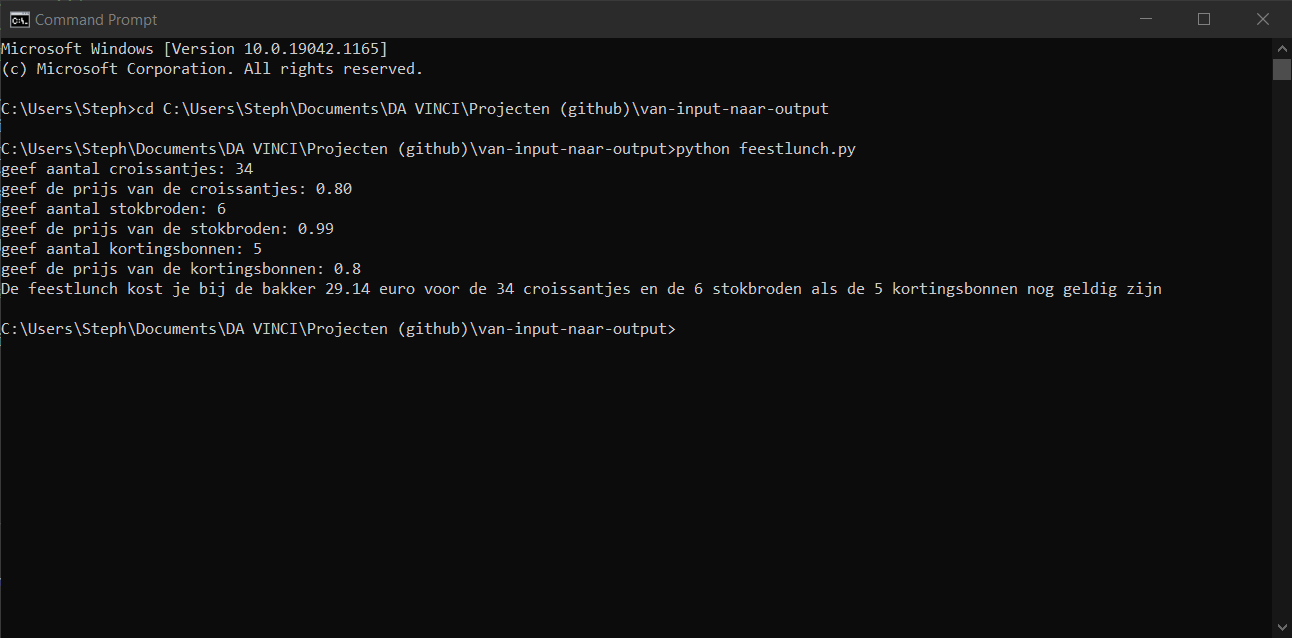 Command Prompt
Microsoft Windows [Version 10.0.19042.1165]
(c) Microsoft Corporation. All rights reserved.
C:\Users\Steph>cd C:\Users\Steph\Documents\DA VINCI\Projecten (github)\van-input-naar-output
C:\Users\Steph\Documents\DA VINCI\Projecten (github)\van-input-naar-output>python feestlunch.py
geef aantal croissantjes: 34
geef de prijs van de croissantjes: 0.80
geef aantal stokbroden: 6
geef de prijs van de stokbroden: 0.99
geef aantal kortingsbonnen: 5
geef de prijs van de kortingsbonnen: 0.8
De feestlunch kost je bij de bakker 29.14 euro voor de 34 croissantjes en de 6 stokbroden als de 5 kortingsbonnen nog geldig zijn
C:\Users\Steph\Documents\DA VINCI\Projecten (github)\van-input-naar-output>